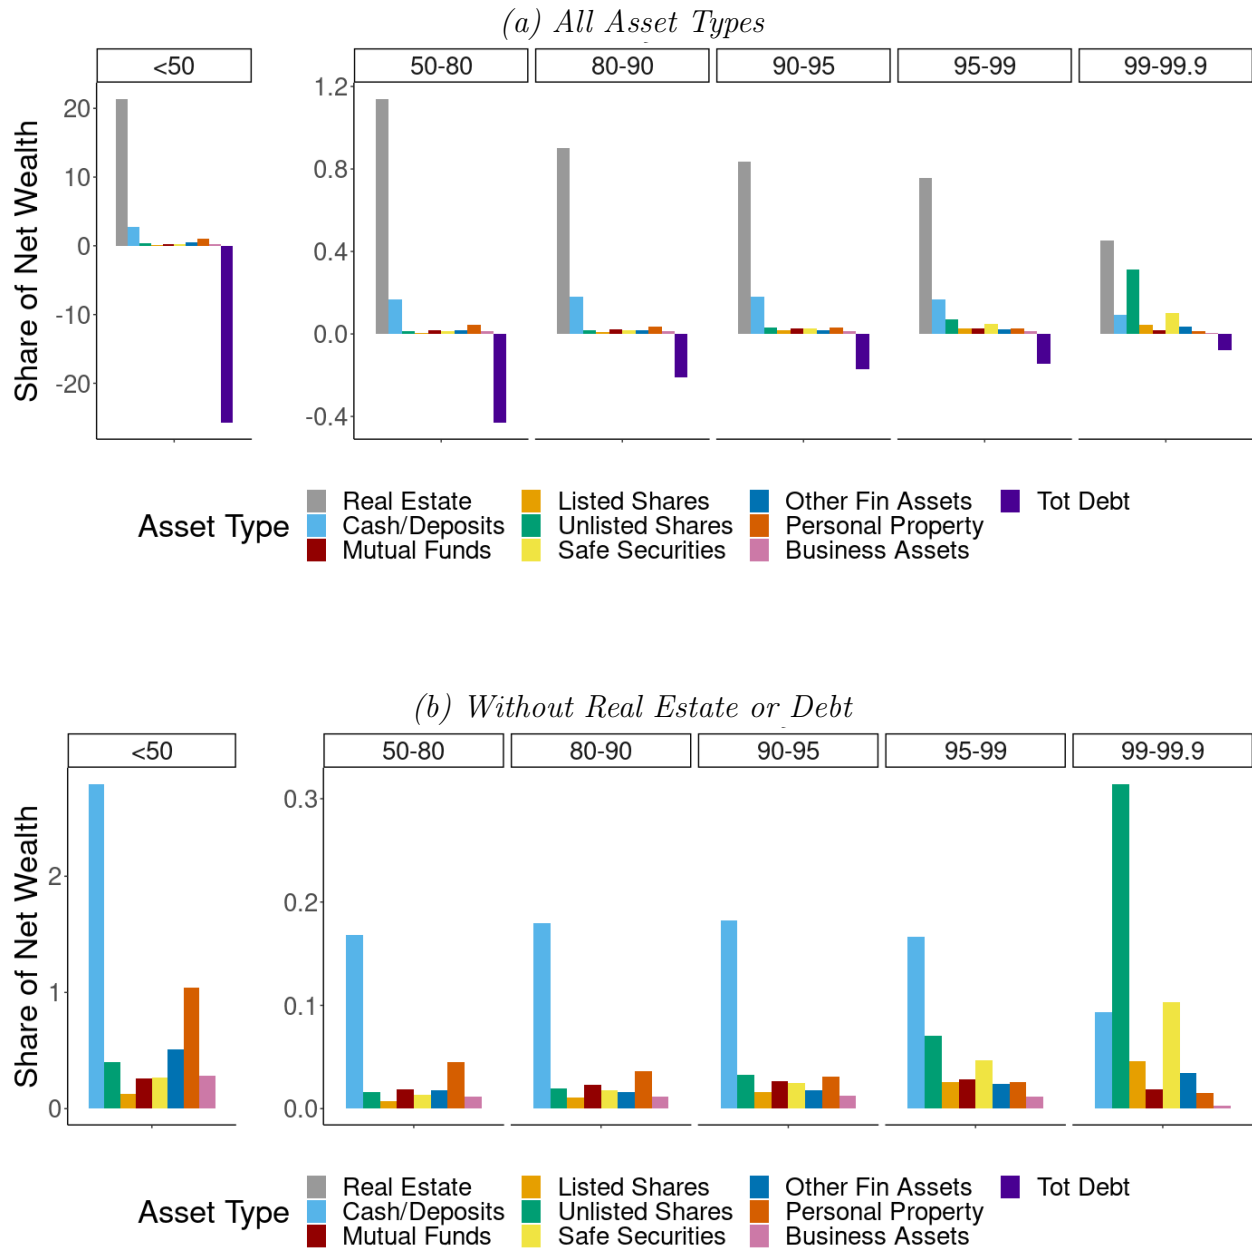 (a) All Asset Types
<50 50-80 80-90 90-95 95-99 99-99.9
Share of Net Wealth
20
10
0
-10
-20
1.2
0.8
0.4
0.0
-0.4
Asset Type
Real Estate Listed Shares Other Fin Assets Tot Debt
Cash/Deposits Unlisted Shares Personal Property
Mutual Funds Safe Securities Business Assets
(b) Without Real Estate or Debt
<50 50-80 80-90 90-95 95-99 99-99.9
Share of Net Wealth
2
1
0
0.3
0.2
0.1
0.0
Asset Type
Real Estate Listed Shares Other Fin Assets Tot Debt
Cash/Deposits Unlisted Shares Personal Property
Mutual Funds Safe Securities Business Assets